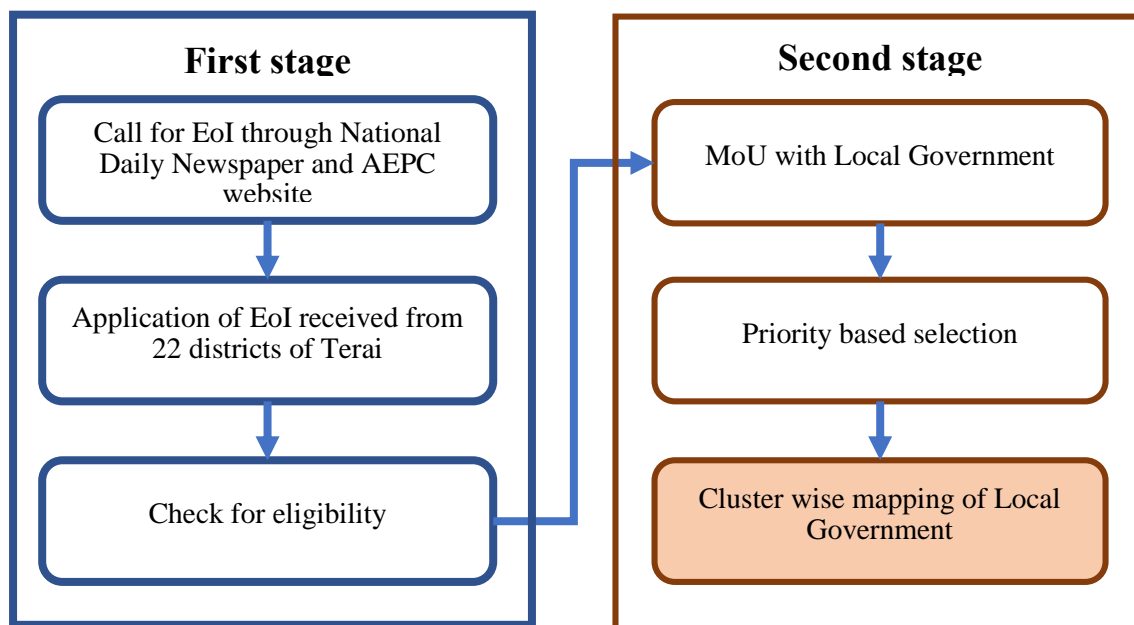 First stage
Call for EoI through National
Daily Newspaper and AEPC
website
Application of EoI received from
22 districts of Terai
Check for eligibility
Second stage
MoU with Local Government
Priority based selection
Cluster wise mapping of Local
Government